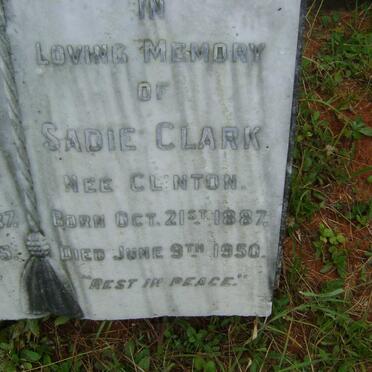 IN
LOVING MEMORY
OF
SADIE CLARK
NEE CLINTON.
7. BORN OCT. 21ST 1887.
S. DIED JUNE 9TH 1950.
"REST IN PEACE."